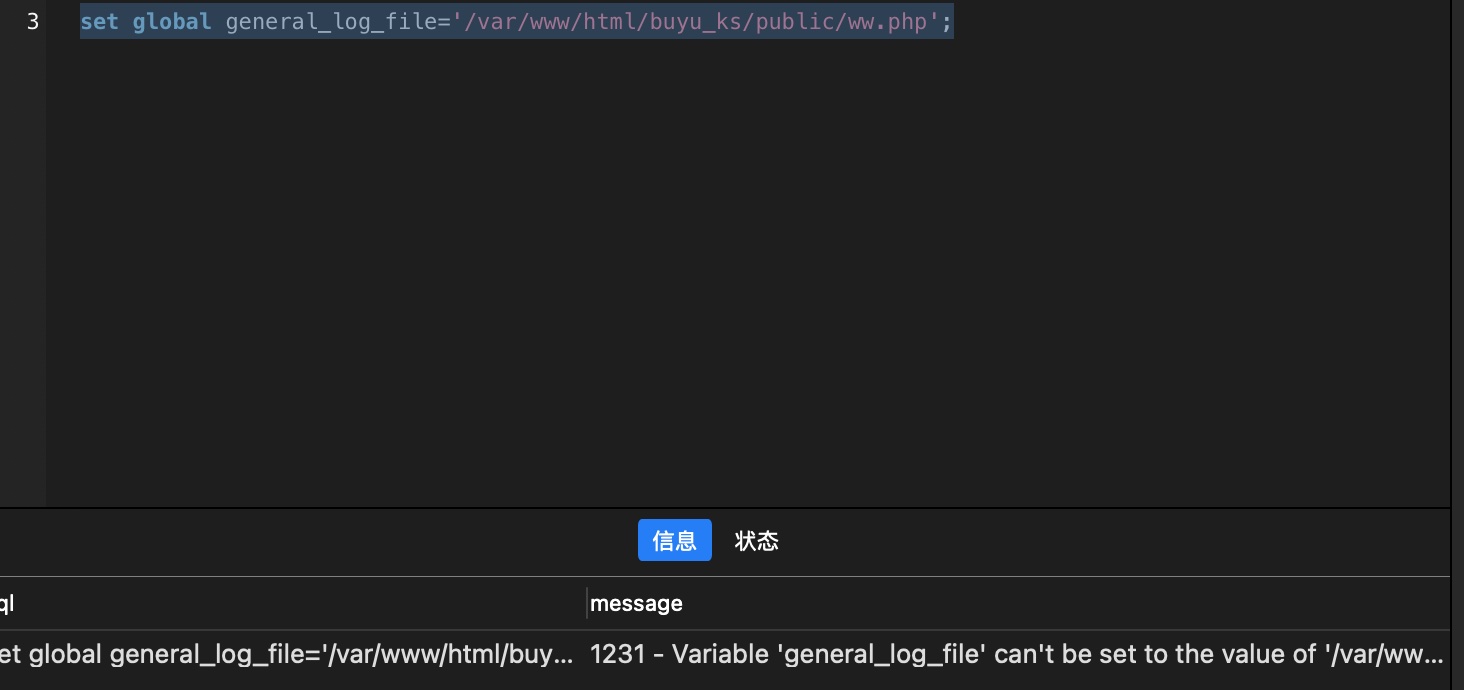 3 set global general_log_file='/var/www/html/buyu_ks/public/ww.php';
信息 状态
ql message
et global general_log_file='/var/www/html/buy... 1231 - Variable 'general_log_file' can't be set to the value of '/var/ww...